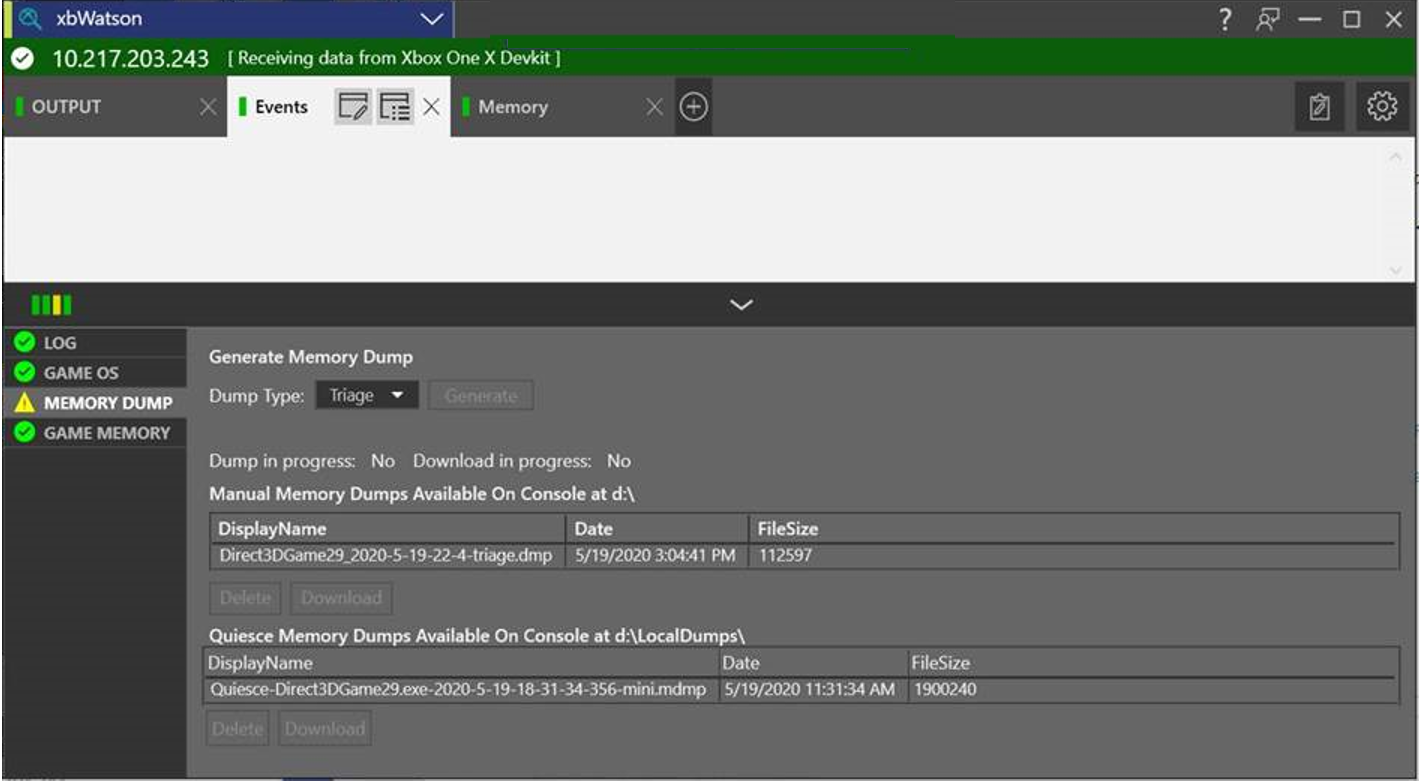 xbWatson
?
10.217.203.243 [ Receiving data from Xbox One X Devkit ]
OUTPUT Events Memory
LOG
GAME OS
MEMORY DUMP
GAME MEMORY
Generate Memory Dump
Dump Type: Triage Generate
Dump in progress: No Download in progress: No
Manual Memory Dumps Available On Console at d:\
DisplayName Date FileSize
Direct3DGame29_2020-5-19-22-4-triage.dmp 5/19/2020 3:04:41 PM 112597
Delete Download
Quiesce Memory Dumps Available On Console at d:\LocalDumps\
DisplayName Date FileSize
Quiesce-Direct3DGame29.exe-2020-5-19-18-31-34-356-mini.mdmp 5/19/2020 11:31:34 AM 1900240
Delete Download